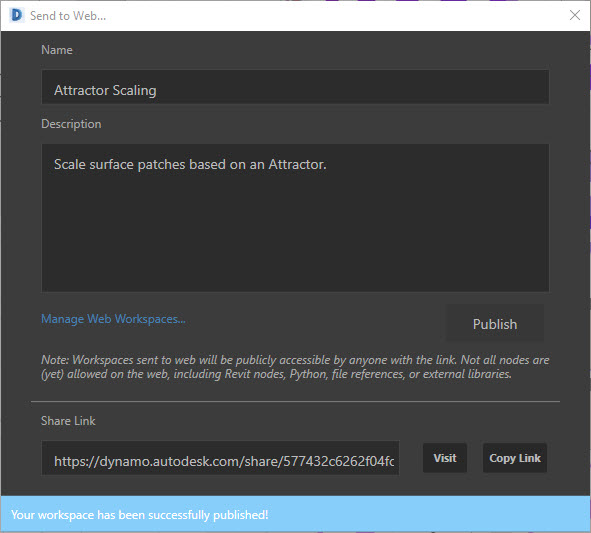 Send to Web...
Name
Attractor Scaling
Description
Scale surface patches based on an Attractor.
Manage Web Workspaces...
Publish
Note: Workspaces sent to web will be publicly accessible by anyone with the link. Not all nodes are
(yet) allowed on the web, including Revit nodes, Python, file references, or external libraries.
Share Link
https://dynamo.autodesk.com/share/577432c6262f04fc
Visit
Copy Link
Your workspace has been successfully published!